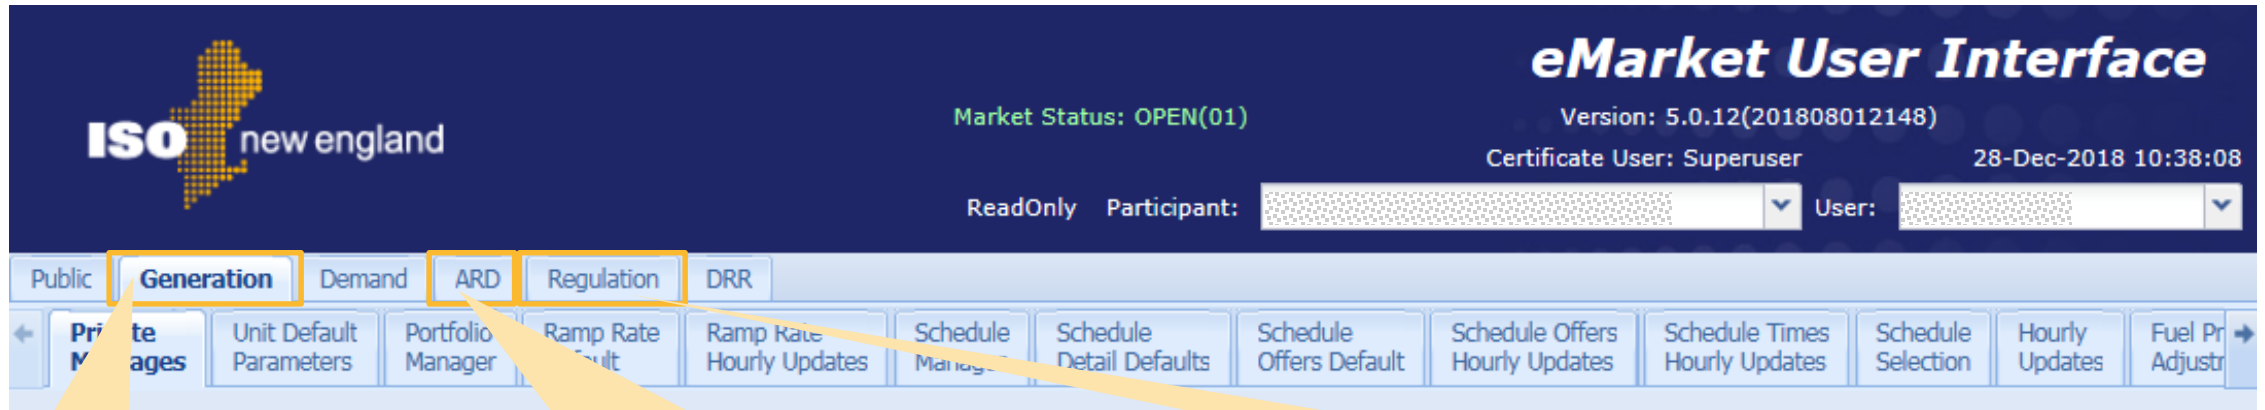 eMarket User Interface
ISO new england
Market Status: OPEN(01)
Version: 5.0.12(201808012148)
Certificate User: Superuser
28-Dec-2018 10:38:08
ReadOnly Participant:
User:
Public Generation Demand ARD Regulation DRR
Unit Default Portfolio Ramp Rate Ramp Rate Schedule Schedule Schedule Schedule Offers Schedule Times Schedule Hourly Fuel Pr
Parameters Manager Hourly Updates Detail Defaults Offers Default Hourly Updates Hourly Updates Selection Updates Adjustr